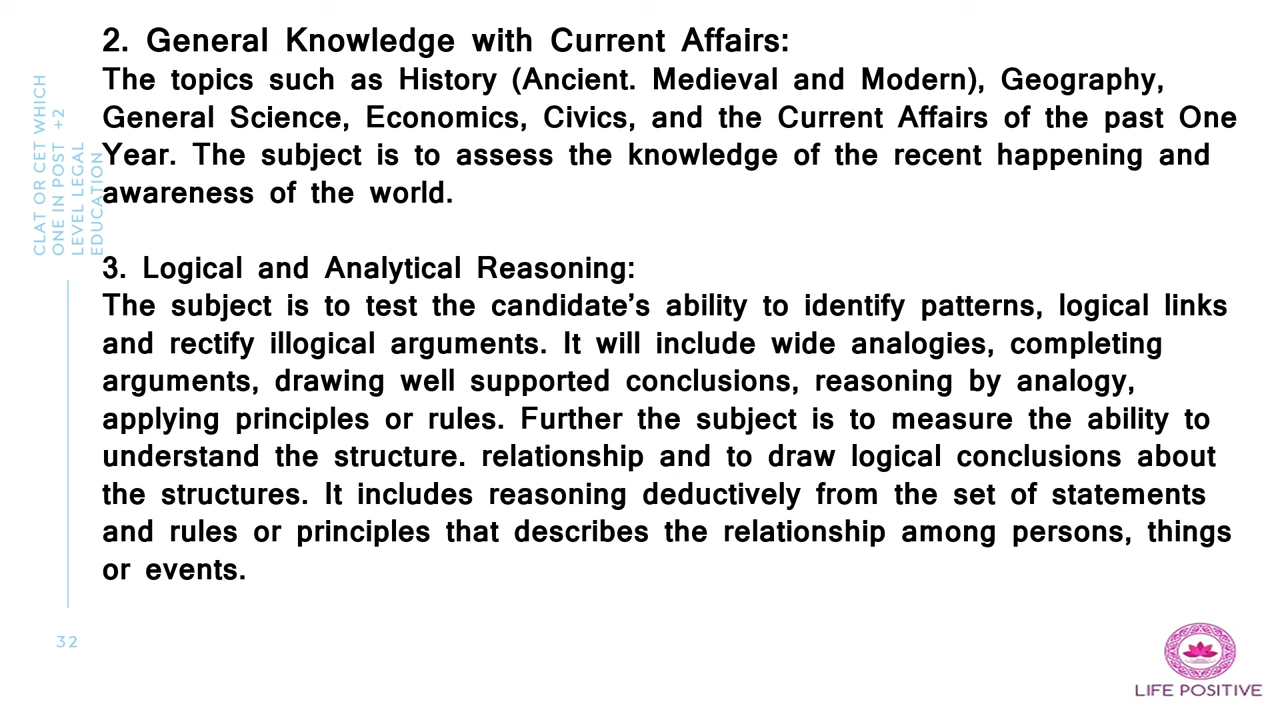 CLAT OR CET WHICH
ONE IN POST +2
LEVEL LEGAL
EDUCATION
2. General Knowledge with Current Affairs:
The topics such as History (Ancient. Medieval and Modern), Geography,
General Science, Economics, Civics, and the Current Affairs of the past One
Year. The subject is to assess the knowledge of the recent happening and
awareness of the world.
3. Logical and Analytical Reasoning:
The subject is to test the candidate’s ability to identify patterns, logical links
and rectify illogical arguments. It will include wide analogies, completing
arguments, drawing well supported conclusions, reasoning by analogy,
applying principles or rules. Further the subject is to measure the ability to
understand the structure. relationship and to draw logical conclusions about
the structures. It includes reasoning deductively from the set of statements
and rules or principles that describes the relationship among persons, things
or events.
32
LIFE POSITIVE